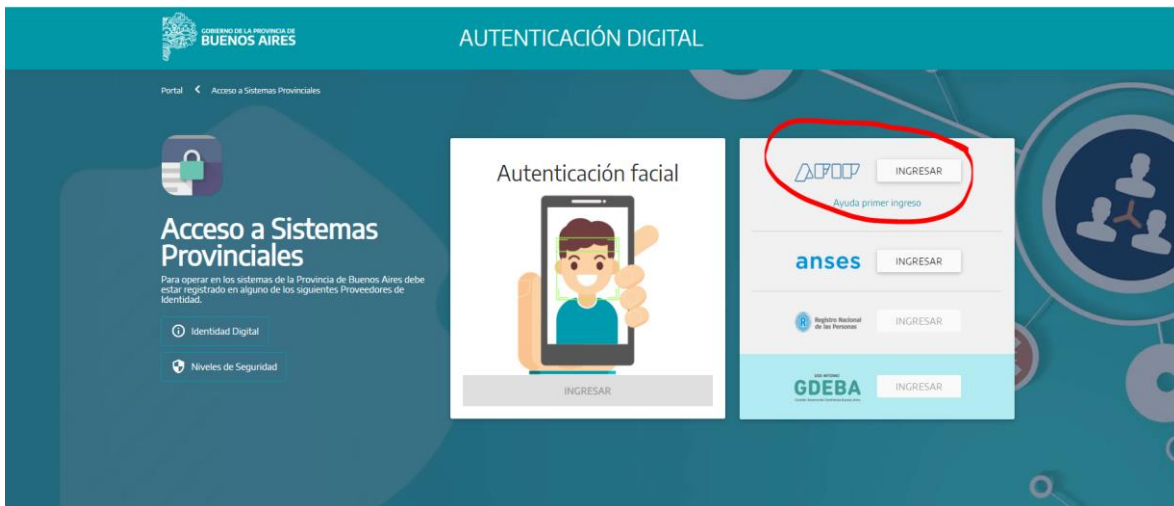 GOBIERNO DE LA PROVINCIA DE
BUENOS AIRES
AUTENTICACIÓN DIGITAL
Portal
Acceso a Sistemas Provinciales
Acceso a Sistemas
Provinciales
Para operar en los sistemas de la Provincia de Buenos Aires debe
estar registrado en alguno de los siguientes Proveedores de
Identidad.
Identidad Digital
Niveles de Seguridad
Autenticación facial
INGRESAR
AFIP
INGRESAR
Ayuda primer ingreso
anses
INGRESAR
R
Registro Nacional
de las Personas
INGRESAR
USO INTERNO
GDEBA
INGRESAR